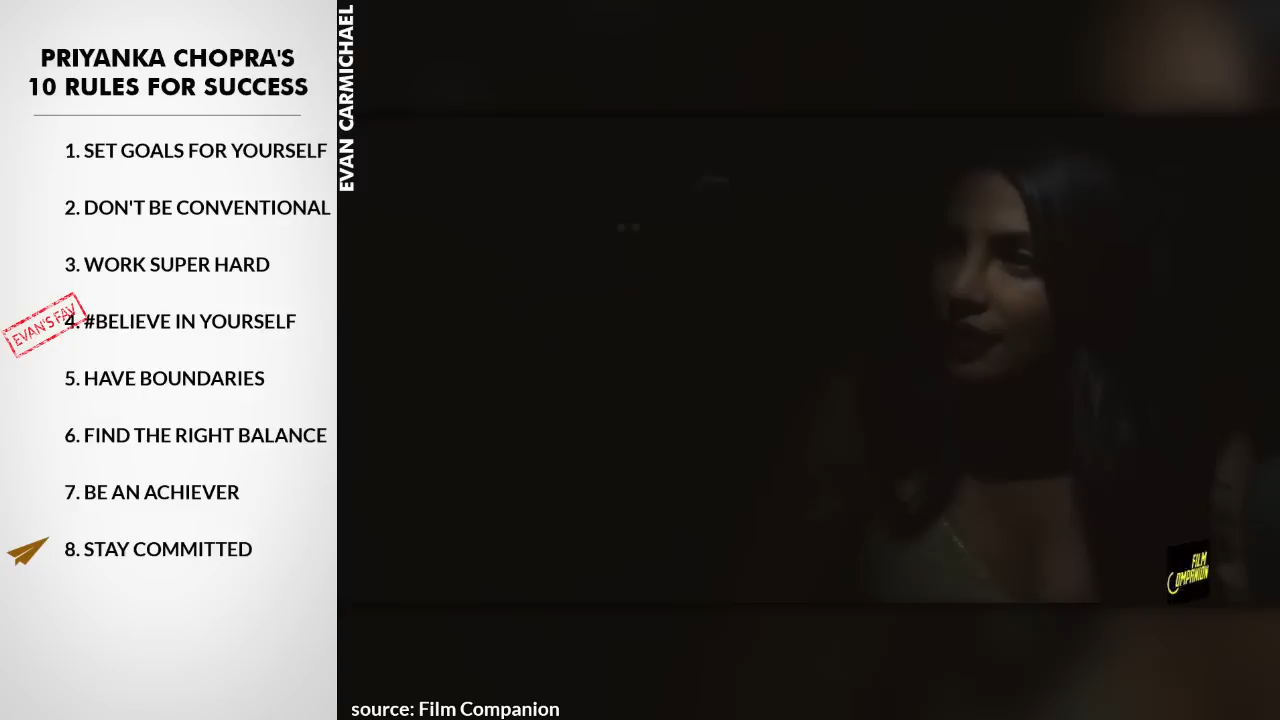 PRIYANKA CHOPRA'S
10 RULES FOR SUCCESS
1. SET GOALS FOR YOURSELF
2. DON'T BE CONVENTIONAL
3. WORK SUPER HARD
EVAN'S FAV
4. #BELIEVE IN YOURSELF
5. HAVE BOUNDARIES
6. FIND THE RIGHT BALANCE
7. BE AN ACHIEVER
8. STAY COMMITTED
EVAN CARMICHAEL
FILM
COMPANION
source: Film Companion